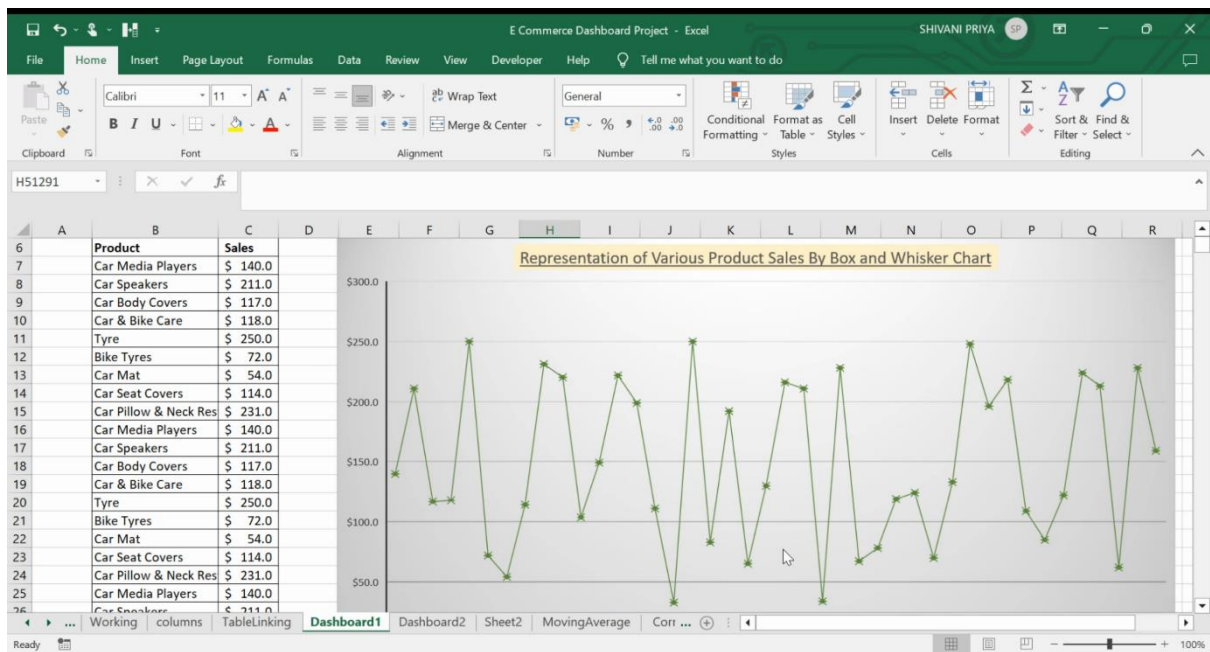 E Commerce Dashboard Project - Excel
SHIVANI PRIYA SP
File Home Insert Page Layout Formulas Data Review View Developer Help Tell me what you want to do
Paste
Calibri 11 A A
B I U A
ab Wrap Text
Merge & Center
General
% , .0 .00 .00 .0
Conditional Formatting
Format as Table
Cell Styles
Insert Delete Format
Sort & Filter
Find & Select
Clipboard Font Alignment Number Styles Cells Editing
H51291 fx
A B C D E F G H I J K L M N O P Q R
6 Product Sales
7 Car Media Players $ 140.0
8 Car Speakers $ 211.0
9 Car Body Covers $ 117.0
10 Car & Bike Care $ 118.0
11 Tyre $ 250.0
12 Bike Tyres $ 72.0
13 Car Mat $ 54.0
14 Car Seat Covers $ 114.0
15 Car Pillow & Neck Res $ 231.0
16 Car Media Players $ 140.0
17 Car Speakers $ 211.0
18 Car Body Covers $ 117.0
19 Car & Bike Care $ 118.0
20 Tyre $ 250.0
21 Bike Tyres $ 72.0
22 Car Mat $ 54.0
23 Car Seat Covers $ 114.0
24 Car Pillow & Neck Res $ 231.0
25 Car Media Players $ 140.0
26 Car Speakers $ 211.0
Representation of Various Product Sales By Box and Whisker Chart
$300.0
$250.0
$200.0
$150.0
$100.0
$50.0
... Working columns TableLinking Dashboard1 Dashboard2 Sheet2 MovingAverage Corr ...
Ready 100%